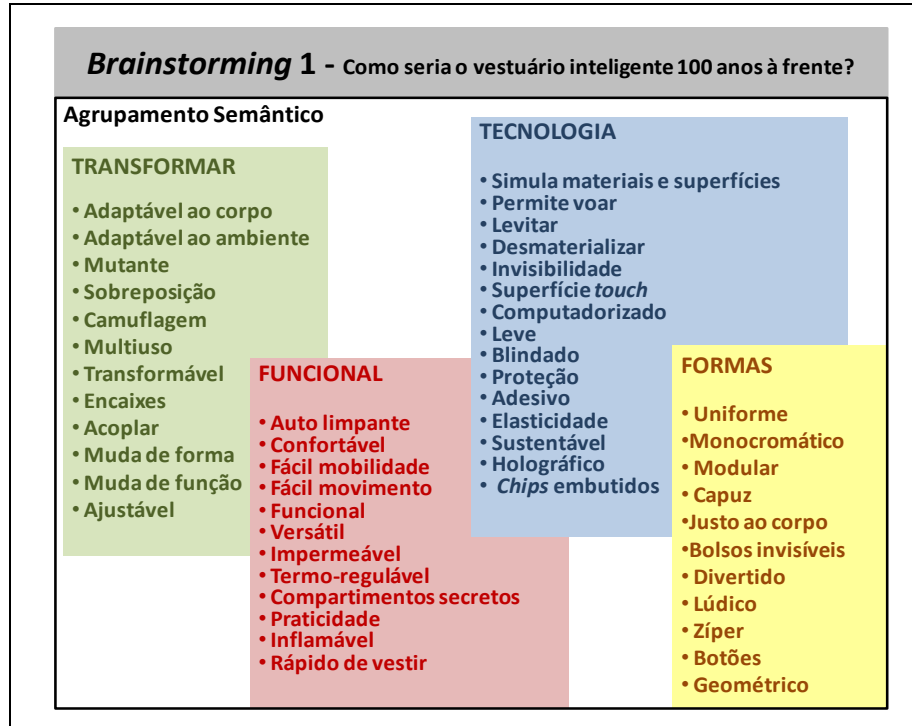 Brainstorming 1 - Como seria o vestuário inteligente 100 anos à frente?
Agrupamento Semântico
TRANSFORMAR
• Adaptável ao corpo
• Adaptável ao ambiente
• Mutante
• Sobreposição
• Camuflagem
• Multiuso
• Transformável
• Encaixes
• Acoplar
• Muda de forma
• Muda de função
• Ajustável
FUNCIONAL
• Auto limpante
• Confortável
• Fácil mobilidade
• Fácil movimento
• Funcional
• Versátil
• Impermeável
• Termo-regulável
• Compartimentos secretos
• Praticidade
• Inflamável
• Rápido de vestir
TECNOLOGIA
• Simula materiais e superfícies
• Permite voar
• Levitar
• Desmaterializar
• Invisibilidade
• Superfície touch
• Computadorizado
• Leve
• Blindado
• Proteção
• Adesivo
• Elasticidade
• Sustentável
• Holográfico
• Chips embutidos
FORMAS
• Uniforme
•Monocromático
• Modular
• Capuz
•Justo ao corpo
•Bolsos invisíveis
• Divertido
• Lúdico
• Zíper
• Botões
• Geométrico